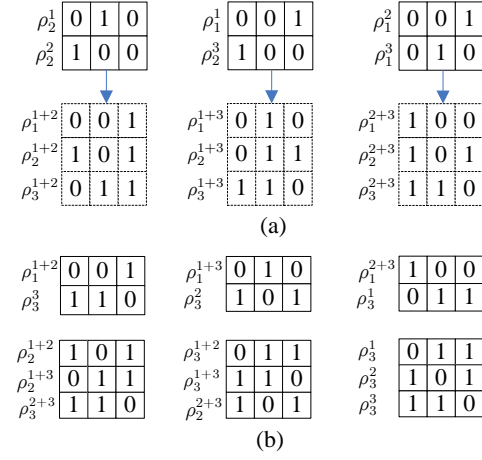 ρ_2^1 0 1 0
ρ_2^2 1 0 0
ρ_1^1 0 0 1
ρ_2^3 1 0 0
ρ_1^2 0 0 1
ρ_1^3 0 1 0
ρ_1^{1+2} 0 0 1
ρ_2^{1+2} 1 0 1
ρ_3^{1+2} 0 1 1
ρ_1^{1+3} 0 1 0
ρ_2^{1+3} 0 1 1
ρ_3^{1+3} 1 1 0
ρ_1^{2+3} 1 0 0
ρ_2^{2+3} 1 0 1
ρ_3^{2+3} 1 1 0
(a)
ρ_1^{1+2} 0 0 1
ρ_3^3 1 1 0
ρ_1^{1+3} 0 1 0
ρ_3^2 1 0 1
ρ_1^{2+3} 1 0 0
ρ_3^1 0 1 1
ρ_2^{1+2} 1 0 1
ρ_2^{1+3} 0 1 1
ρ_3^{2+3} 1 1 0
ρ_3^{1+2} 0 1 1
ρ_3^{1+3} 1 1 0
ρ_2^{2+3} 1 0 1
ρ_3^1 0 1 1
ρ_3^2 1 0 1
ρ_3^3 1 1 0
(b)